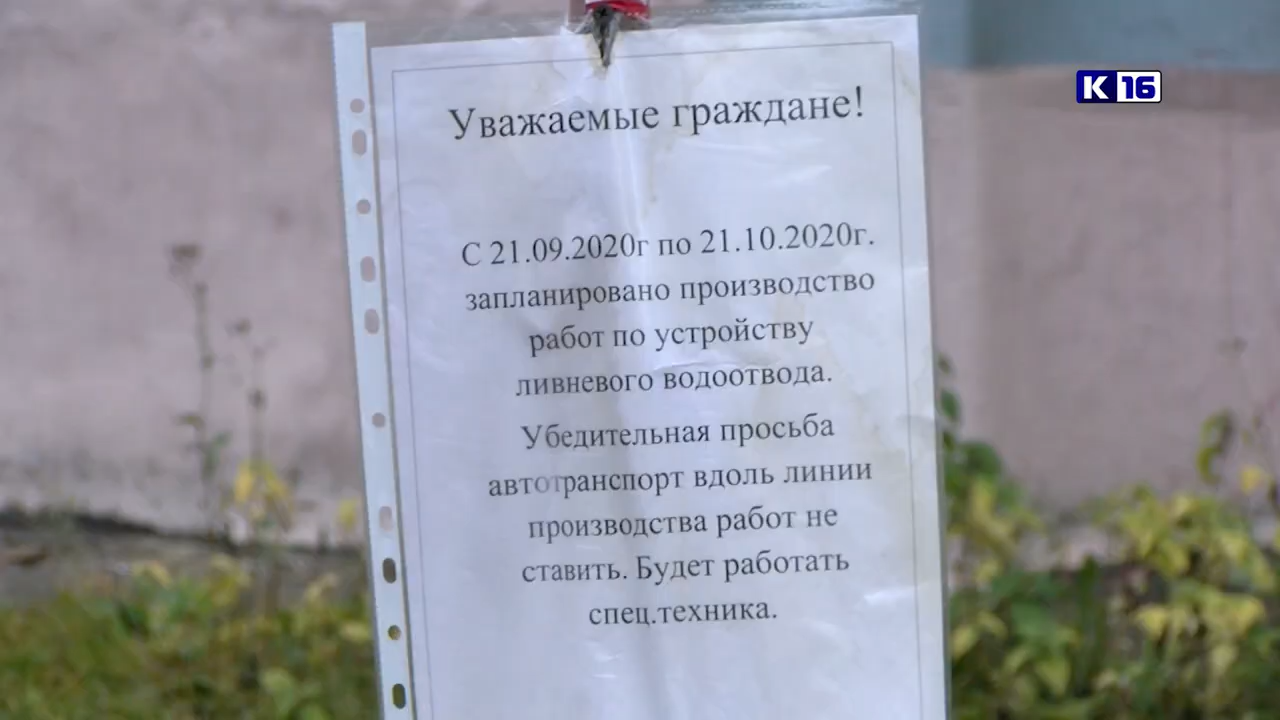 К 16
Уважаемые граждане!
С 21.09.2020г по 21.10.2020г.
запланировано производство
работ по устройству
ливневого водоотвода.
Убедительная просьба
автотранспорт вдоль линии
производства работ не
ставить. Будет работать
спец.техника.